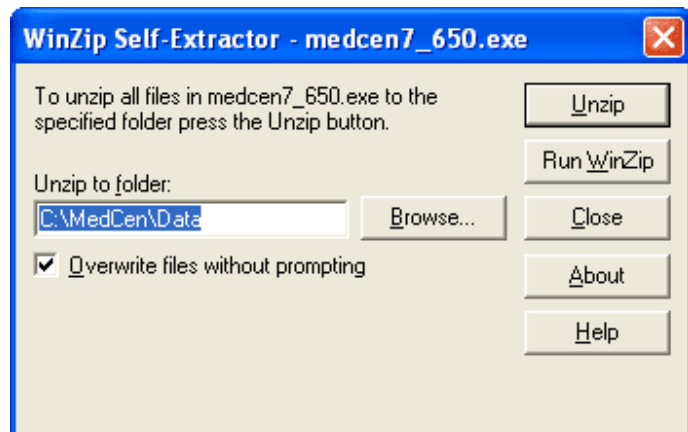 WinZip Self-Extractor - medcen7_650.exe
To unzip all files in medcen7_650.exe to the
specified folder press the Unzip button.
Unzip to folder:
C:\MedCen\Data
Browse...
Overwrite files without prompting
Unzip
Run WinZip
Close
About
Help